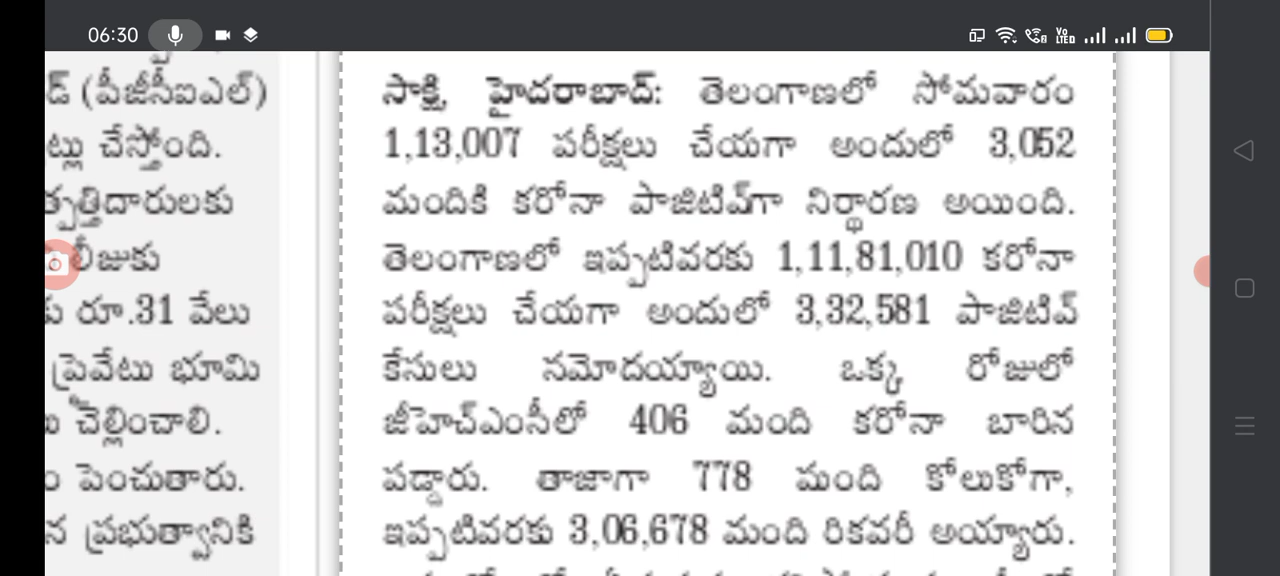 06:30
డ్ (పీజీసీఐఎల్)
ట్లు చేస్తోంది.
త్పత్తిదారులకు
లీజుకు
రూ.31 వేలు
ప్రైవేటు భూమి
చెల్లించాలి.
పెంచుతారు.
న ప్రభుత్వానికి
సాక్షి, హైదరాబాద్: తెలంగాణలో సోమవారం
1,13,007 పరీక్షలు చేయగా అందులో 3,052
మందికి కరోనా పాజిటివ్‌గా నిర్ధారణ అయింది.
తెలంగాణలో ఇప్పటివరకు 1,11,81,010 కరోనా
పరీక్షలు చేయగా అందులో 3,32,581 పాజిటివ్
కేసులు నమోదయ్యాయి. ఒక్క రోజులో
జీహెచ్ఎంసీలో 406 మంది కరోనా బారిన
పడ్డారు. తాజాగా 778 మంది కోలుకోగా,
ఇప్పటివరకు 3,06,678 మంది రికవరీ అయ్యారు.